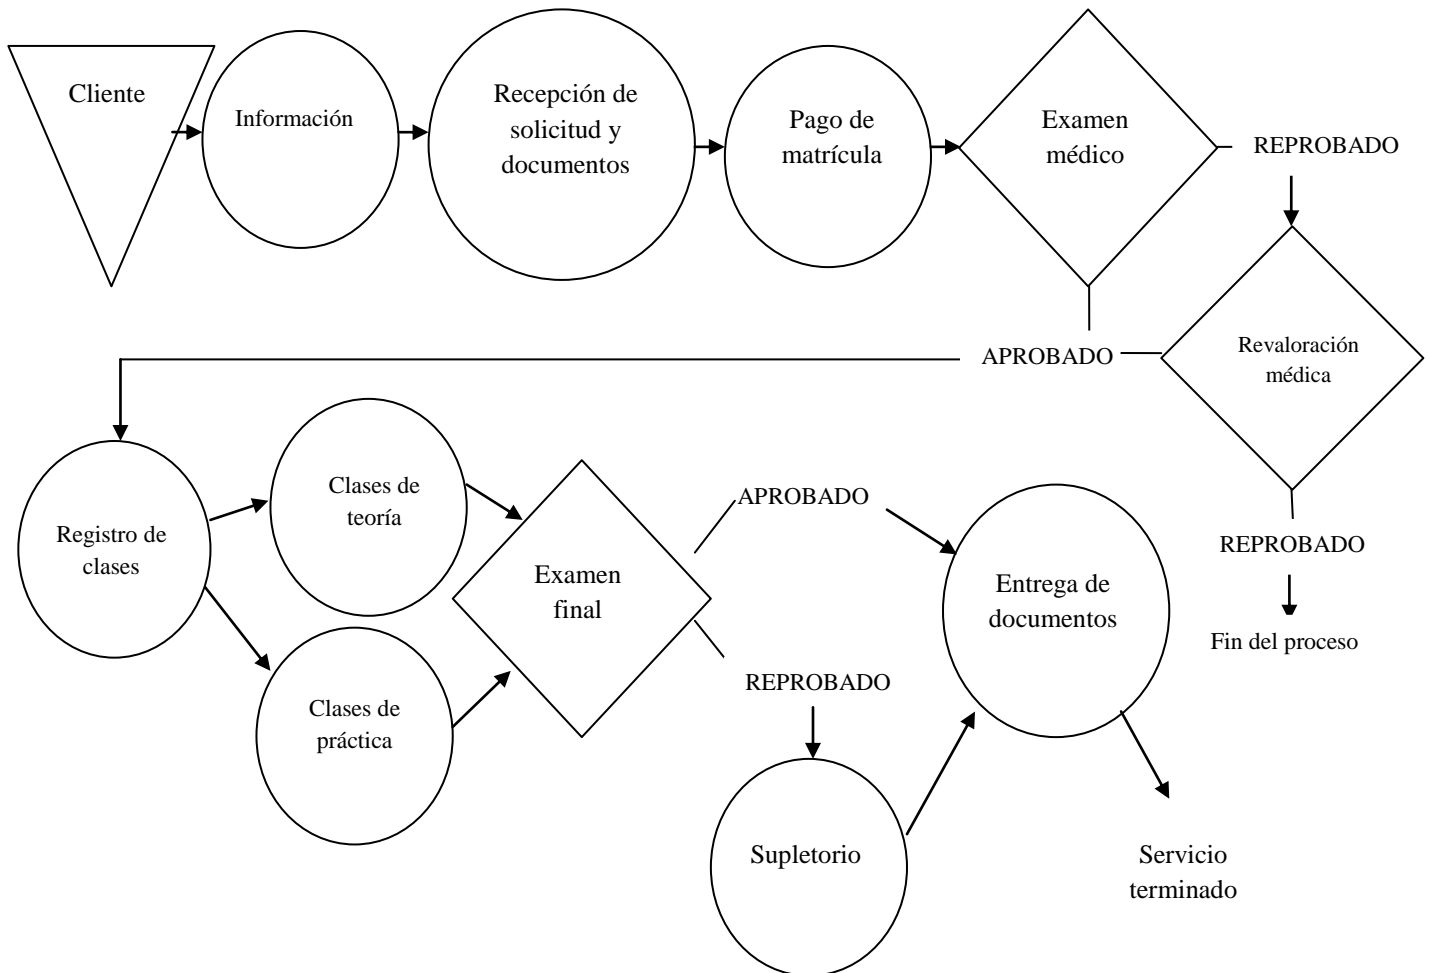 Cliente
Información
Recepción de
solicitud y
documentos
Pago de
matrícula
Examen
médico
REPROBADO
Revaloración
médica
APROBADO
REPROBADO
Fin del proceso
Registro de
clases
Clases de
teoría
Clases de
práctica
Examen
final
APROBADO
REPROBADO
Supletorio
Entrega de
documentos
Servicio
terminado